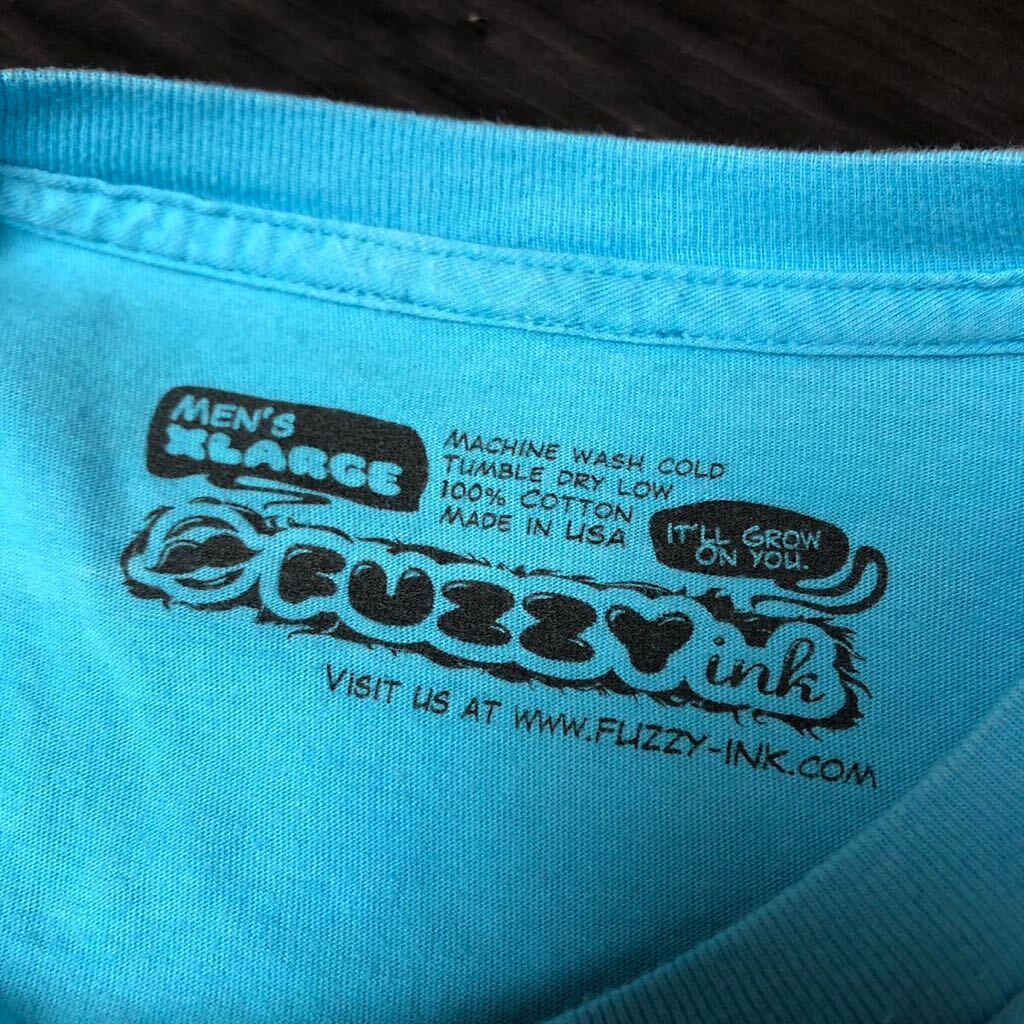 MEN'S
XLARGE
MACHINE WASH COLD
TUMBLE DRY LOW
100% COTTON
MADE IN USA
IT'LL GROW
ON YOU.
FUZZY ink
VISIT US AT WWW.FUZZY-INK.COM